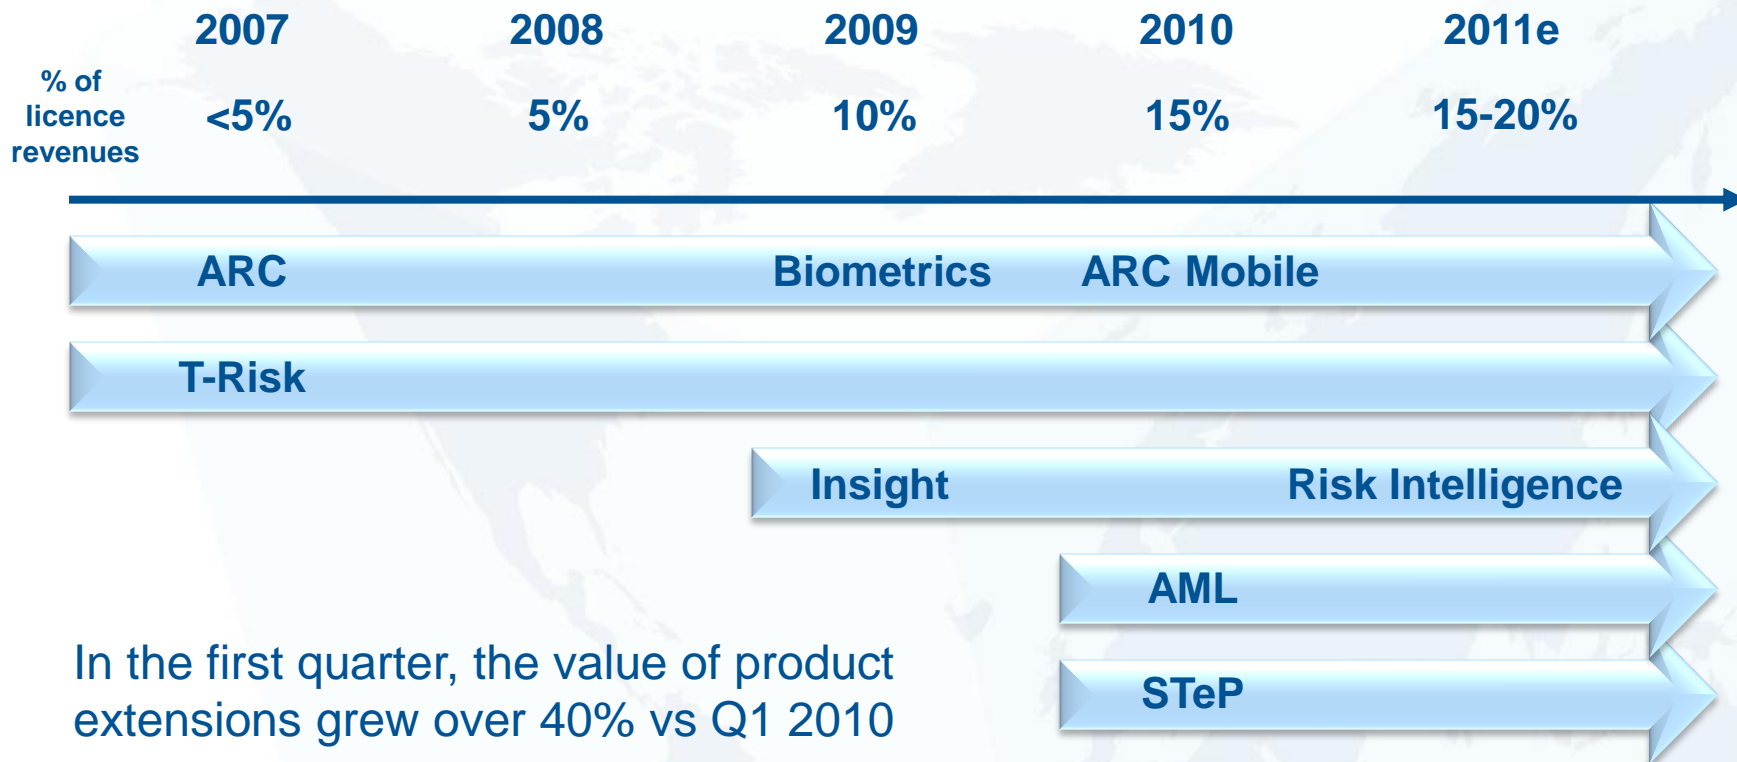 2007 2008 2009 2010 2011e
% of
licence
revenues
<5% 5% 10% 15% 15-20%
ARC Biometrics ARC Mobile
T-Risk
Insight Risk Intelligence
AML
STeP
In the first quarter, the value of product
extensions grew over 40% vs Q1 2010